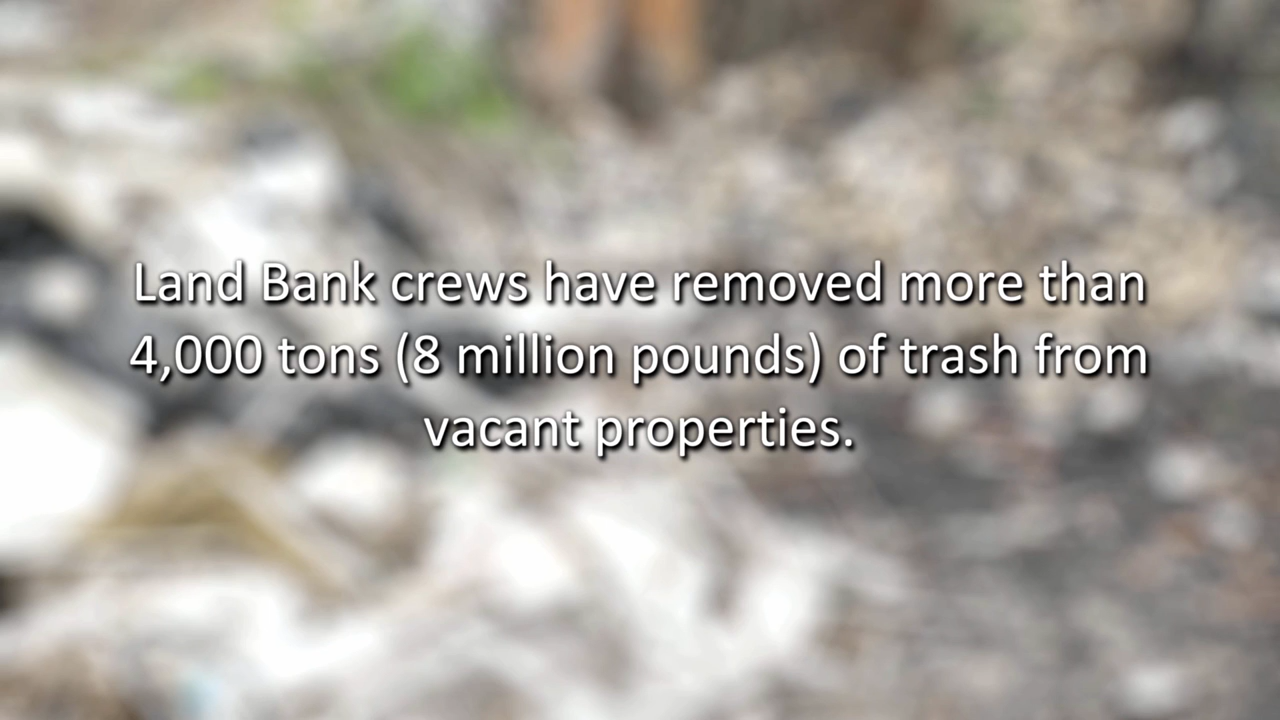 Land Bank crews have removed more than
4,000 tons (8 million pounds) of trash from
vacant properties.